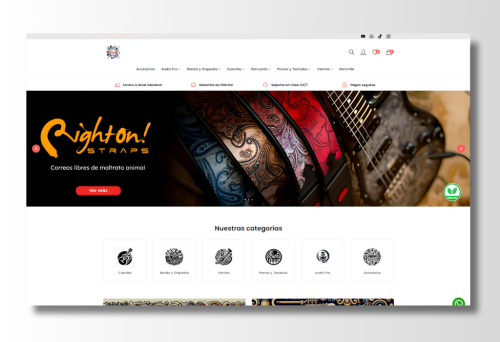 Accesorios Audio Pro Banda y Orquesta Cuerdas Percusión Pianos y Teclados Vientos Marcha
Envíos a Nivel Nacional Garantía de Fábrica Soporte en línea 24/7 Pagos seguros
Righton!
STRAPS
Correos libres de maltrato animal
Ver más
Nuestras categorías
Cuerdas Banda y Orquesta Vientos Pianos y Teclados Audio Pro Accesorios